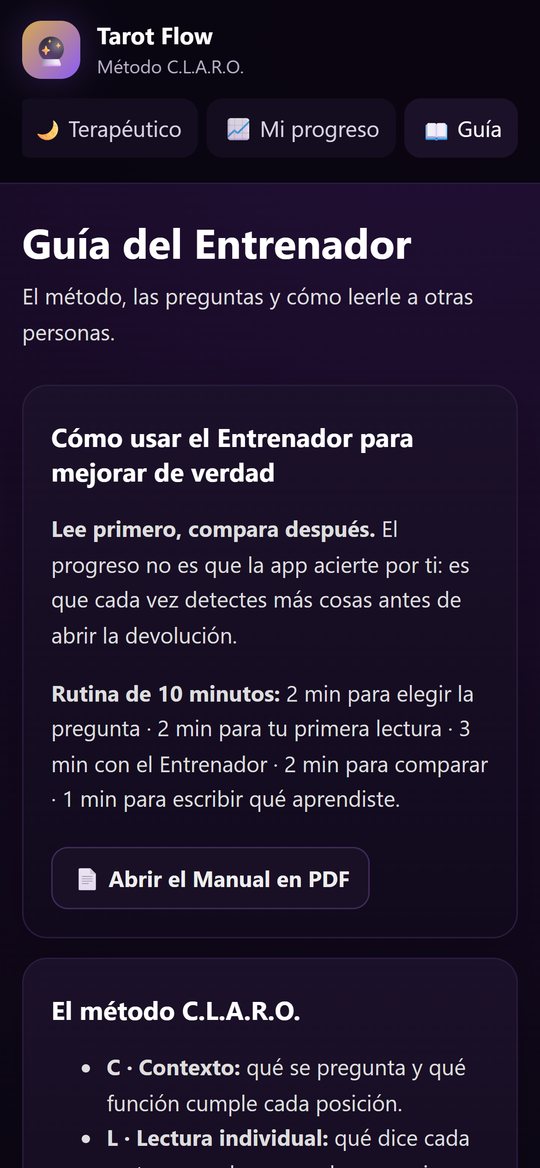 Tarot Flow
Método C.L.A.R.O.
Terapéutico
Mi progreso
Guía
Guía del Entrenador
El método, las preguntas y cómo leerle a otras
personas.
Cómo usar el Entrenador para
mejorar de verdad
Lee primero, compara después. El
progreso no es que la app acierte por ti: es
que cada vez detectes más cosas antes de
abrir la devolución.
Rutina de 10 minutos: 2 min para elegir la
pregunta · 2 min para tu primera lectura · 3
min con el Entrenador · 2 min para comparar
· 1 min para escribir qué aprendiste.
Abrir el Manual en PDF
El método C.L.A.R.O.
• C · Contexto: qué se pregunta y qué
función cumple cada posición.
• L · Lectura individual: qué dice cada